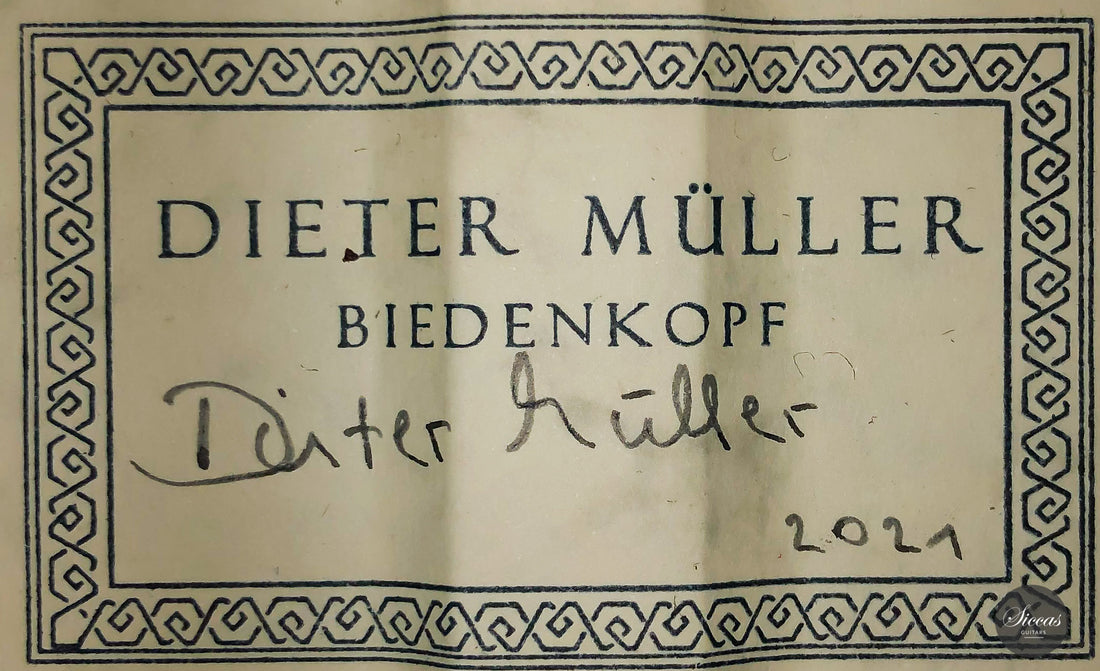 DIETER MÜLLER
BIEDENKOPF
Dieter Müller
2021
Siccas
GUITARS